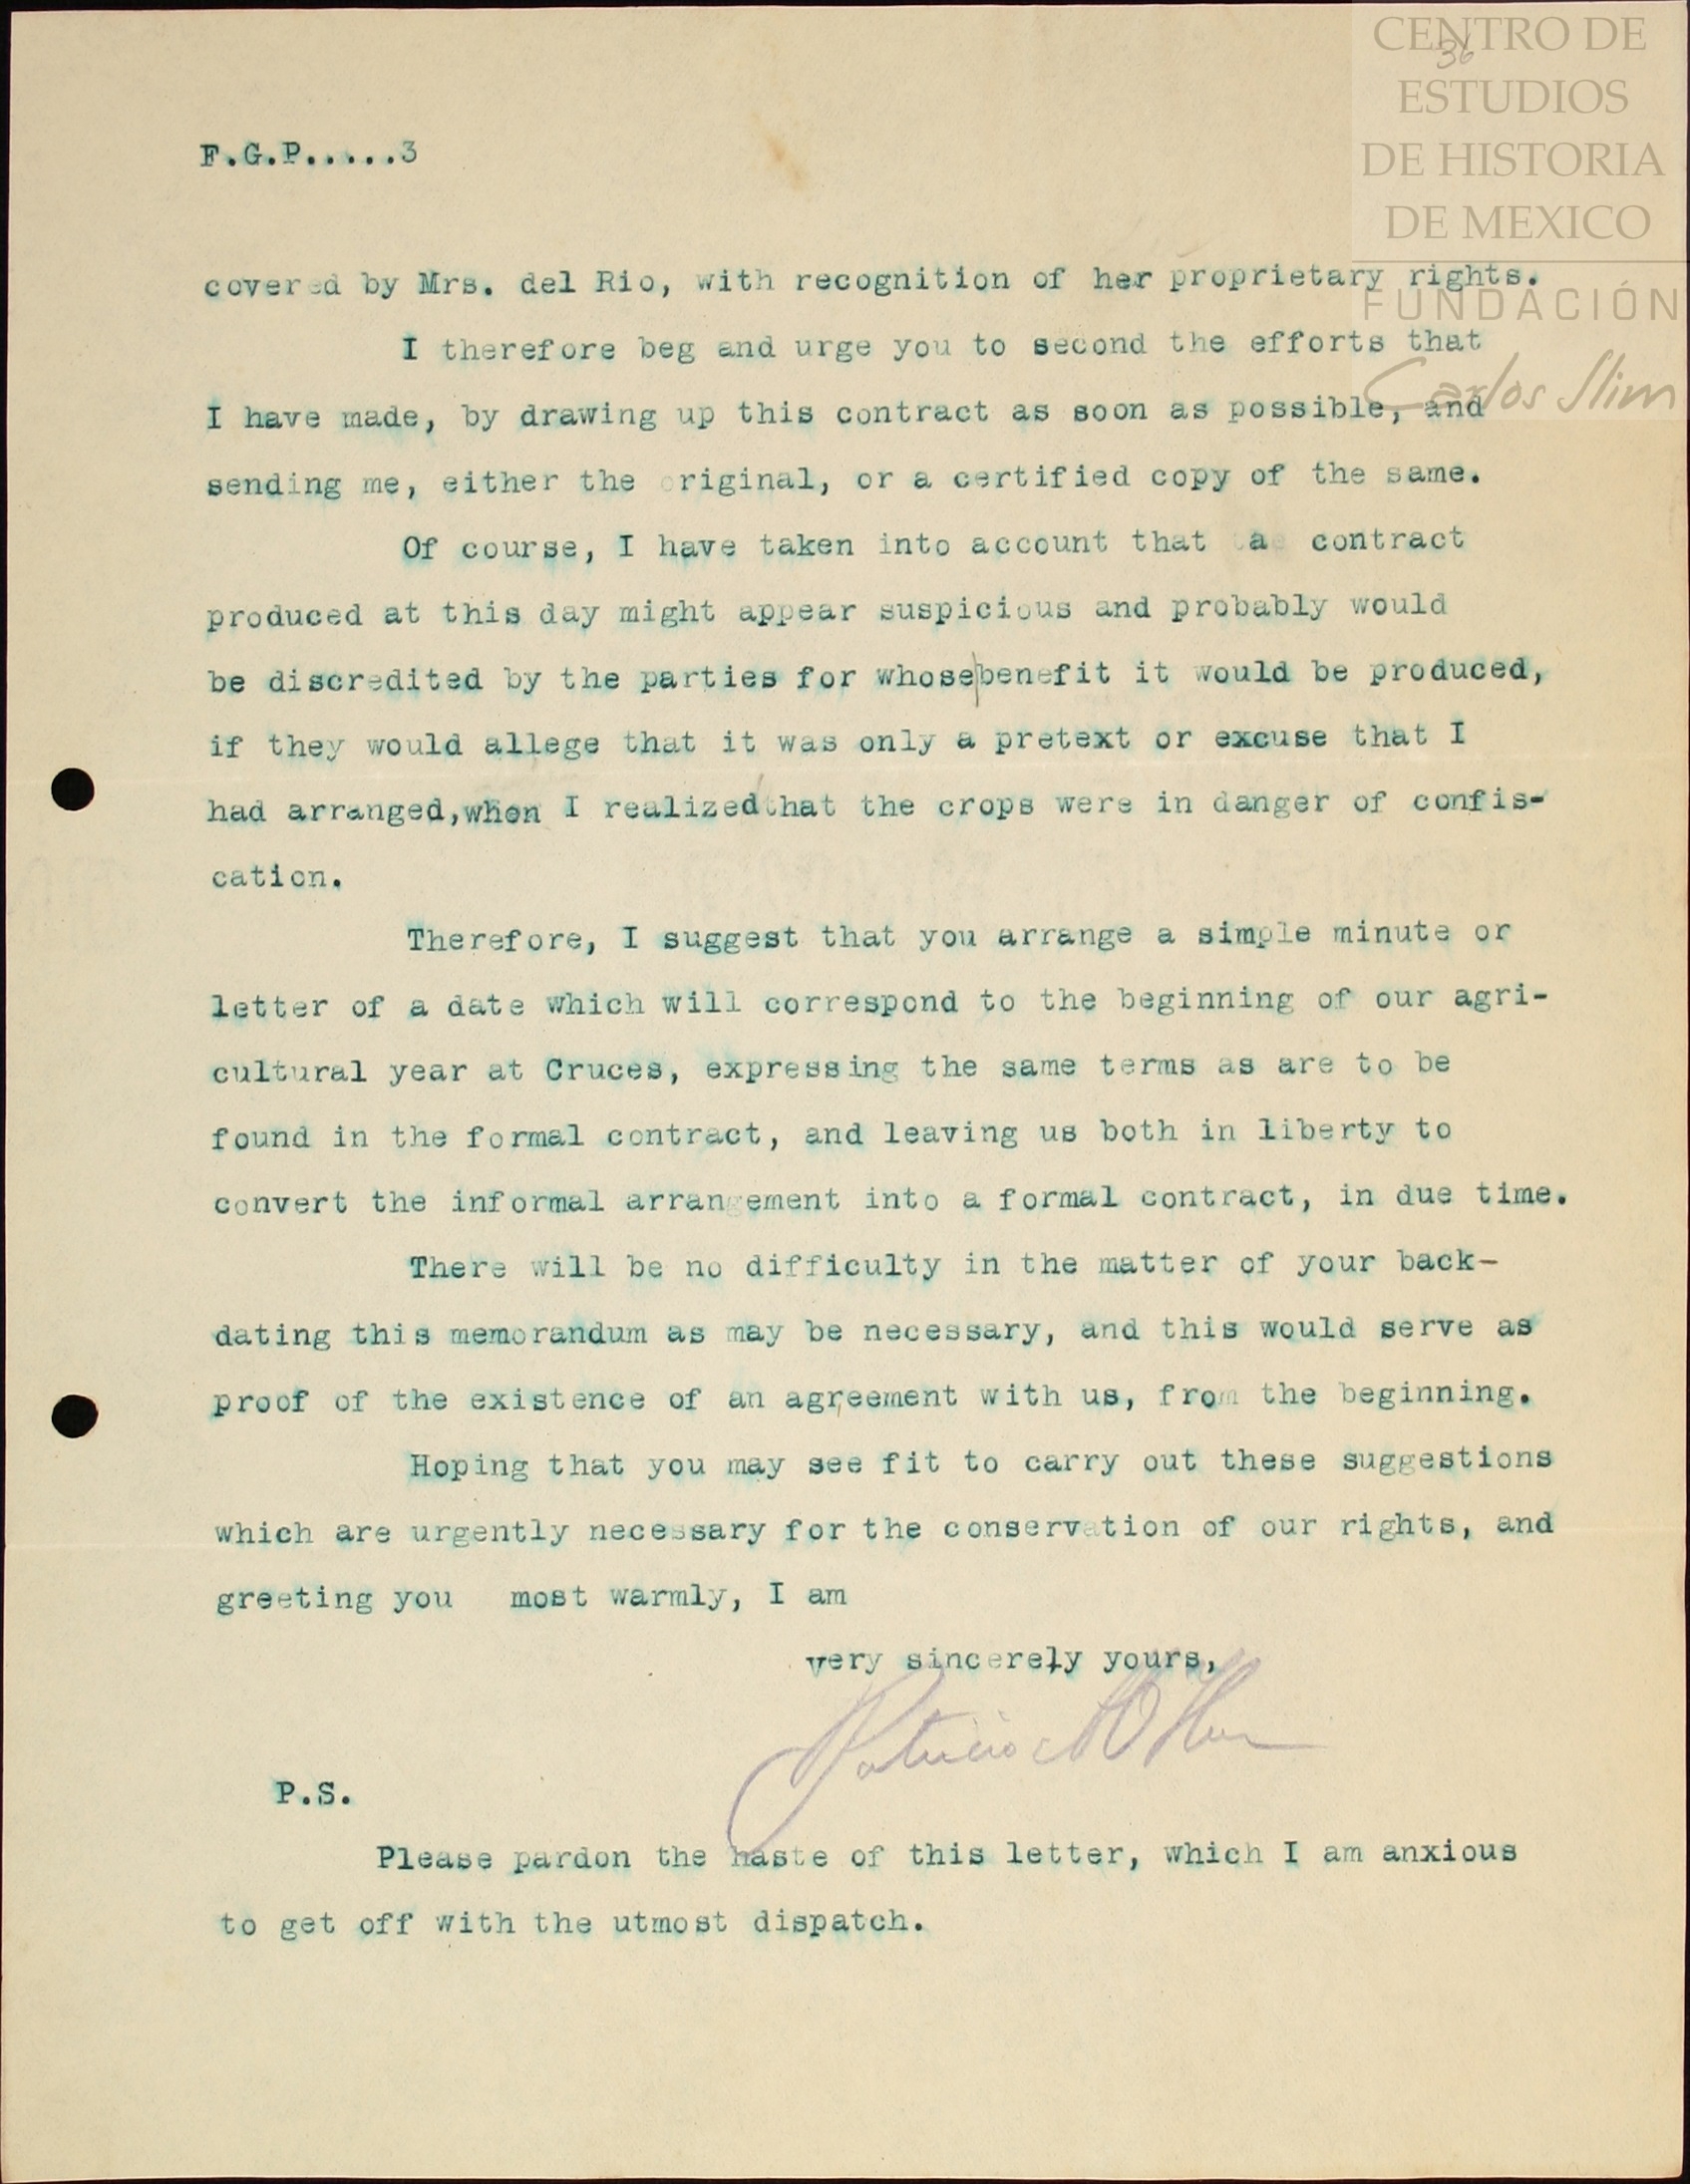 CENTRO DE
36
ESTUDIOS
DE HISTORIA
DE MEXICO
FUNDACIÓN
Carlos Slim
F.G.P.....3
covered by Mrs. del Rio, with recognition of her proprietary rights.
I therefore beg and urge you to second the efforts that
I have made, by drawing up this contract as soon as possible, and
sending me, either the original, or a certified copy of the same.
Of course, I have taken into account that a contract
produced at this day might appear suspicious and probably would
be discredited by the parties for whose|benefit it would be produced,
if they would allege that it was only a pretext or excuse that I
had arranged,when I realized that the crops were in danger of confis-
cation.
Therefore, I suggest that you arrange a simple minute or
letter of a date which will correspond to the beginning of our agri-
cultural year at Cruces, expressing the same terms as are to be
found in the formal contract, and leaving us both in liberty to
convert the informal arrangement into a formal contract, in due time.
There will be no difficulty in the matter of your back-
dating this memorandum as may be necessary, and this would serve as
proof of the existence of an agreement with us, from the beginning.
Hoping that you may see fit to carry out these suggestions
which are urgently necessary for the conservation of our rights, and
greeting you most warmly, I am
very sincerely yours,
Patricio
P.S.
Please pardon the haste of this letter, which I am anxious
to get off with the utmost dispatch.